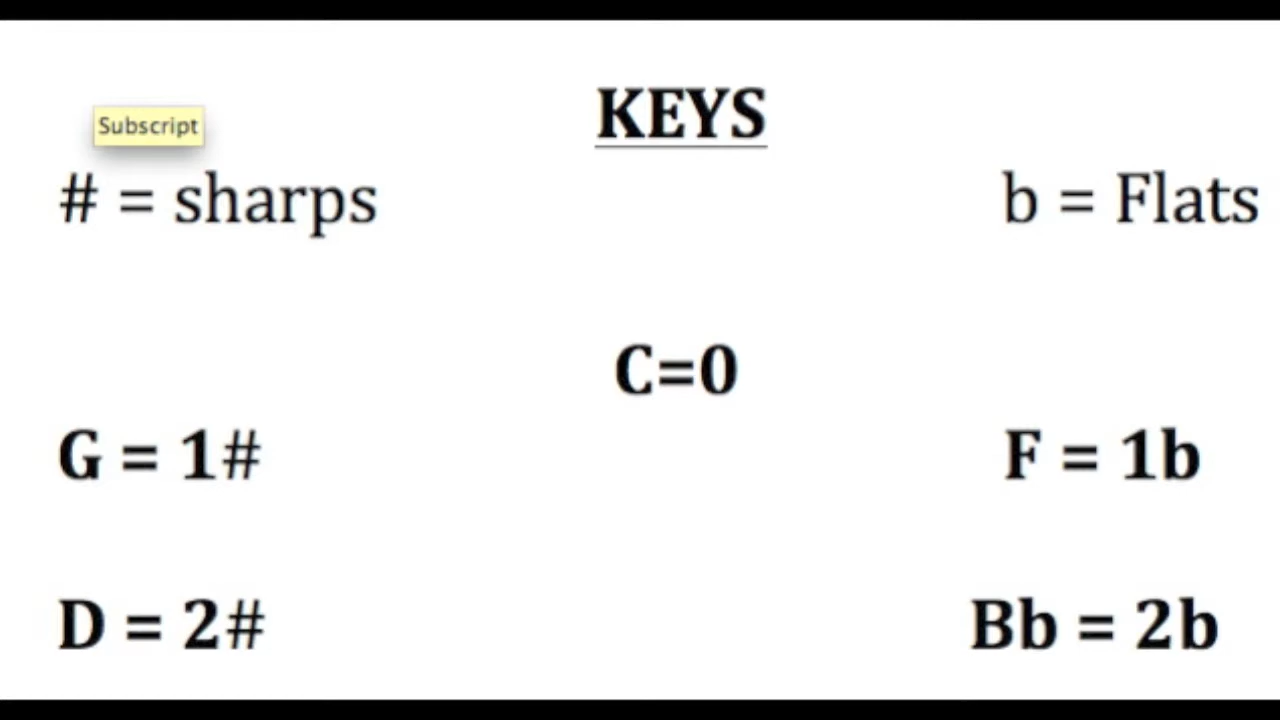 KEYS
Subscript
# = sharps b = Flats
C=0
G = 1# F = 1b
D = 2# Bb = 2b